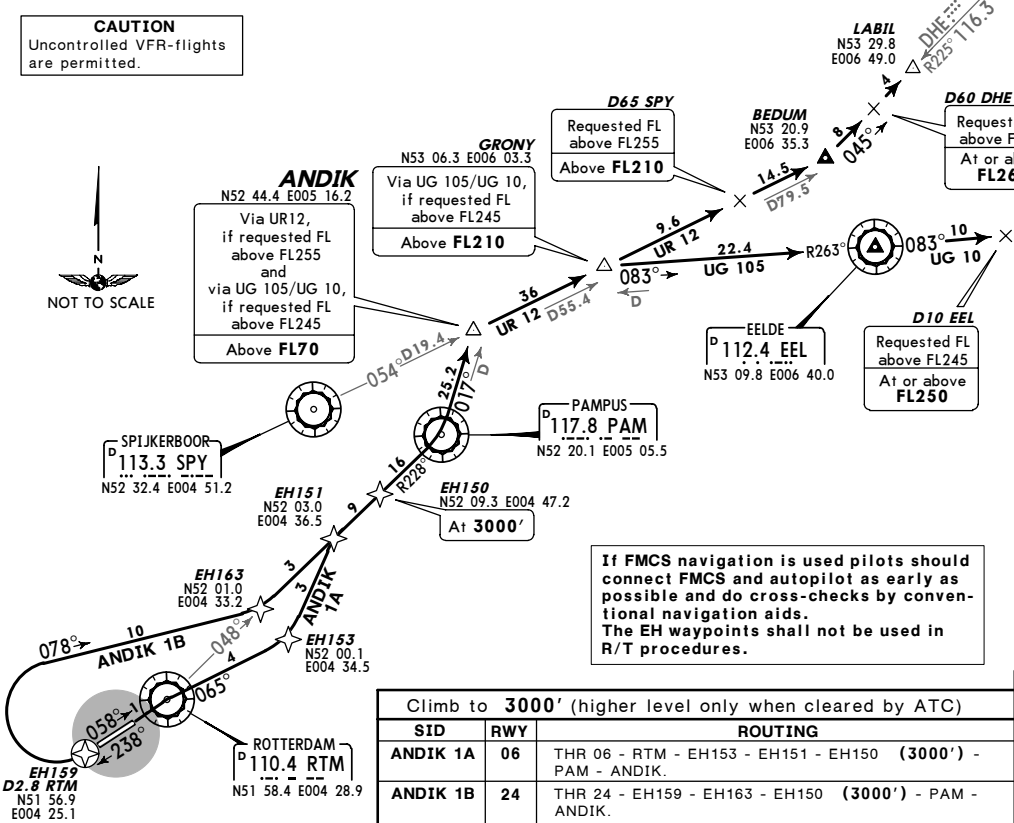 CAUTION
Uncontrolled VFR-flights
are permitted.
LABIL
N53 29.8
E006 49.0
DHE
R225° 116.3
4
D60 DHE
Request
above F
At or ab
FL26
D65 SPY
Requested FL
above FL255
Above FL210
BEDUM
N53 20.9
E006 35.3
8
045°
14.5
D79.5
GRONY
N53 06.3 E006 03.3
Via UG 105/UG 10,
if requested FL
above FL245
Above FL210
ANDIK
N52 44.4 E005 16.2
Via UR12,
if requested FL
above FL255
and
via UG 105/UG 10,
if requested FL
above FL245
Above FL70
N
NOT TO SCALE
9.6
UR 12
22.4
083°
UG 105
D
R263°
083°
10
UG 10
36
UR 12
D55.4
EELDE
D 112.4 EEL
N53 09.8 E006 40.0
D10 EEL
Requested FL
above FL245
At or above
FL250
054°
D19.4
25.2
017°
D
SPIJKERBOOR
D 113.3 SPY
N52 32.4 E004 51.2
PAMPUS
D 117.8 PAM
N52 20.1 E005 05.5
16
R228°
EH151
N52 03.0
E004 36.5
9
EH150
N52 09.3 E004 47.2
At 3000'
EH163
N52 01.0
E004 33.2
3
3
ANDIK
1A
If FMCS navigation is used pilots should
connect FMCS and autopilot as early as
possible and do cross-checks by conven-
tional navigation aids.
The EH waypoints shall not be used in
R/T procedures.
078°
10
ANDIK 1B
048°
4
065°
EH153
N52 00.1
E004 34.5
058°
1
238°
EH159
D2.8 RTM
N51 56.9
E004 25.1
ROTTERDAM
D 110.4 RTM
N51 58.4 E004 28.9
Climb to 3000' (higher level only when cleared by ATC)
SID RWY ROUTING
ANDIK 1A 06 THR 06 - RTM - EH153 - EH151 - EH150 (3000') -
PAM - ANDIK.
ANDIK 1B 24 THR 24 - EH159 - EH163 - EH150 (3000') - PAM -
ANDIK.